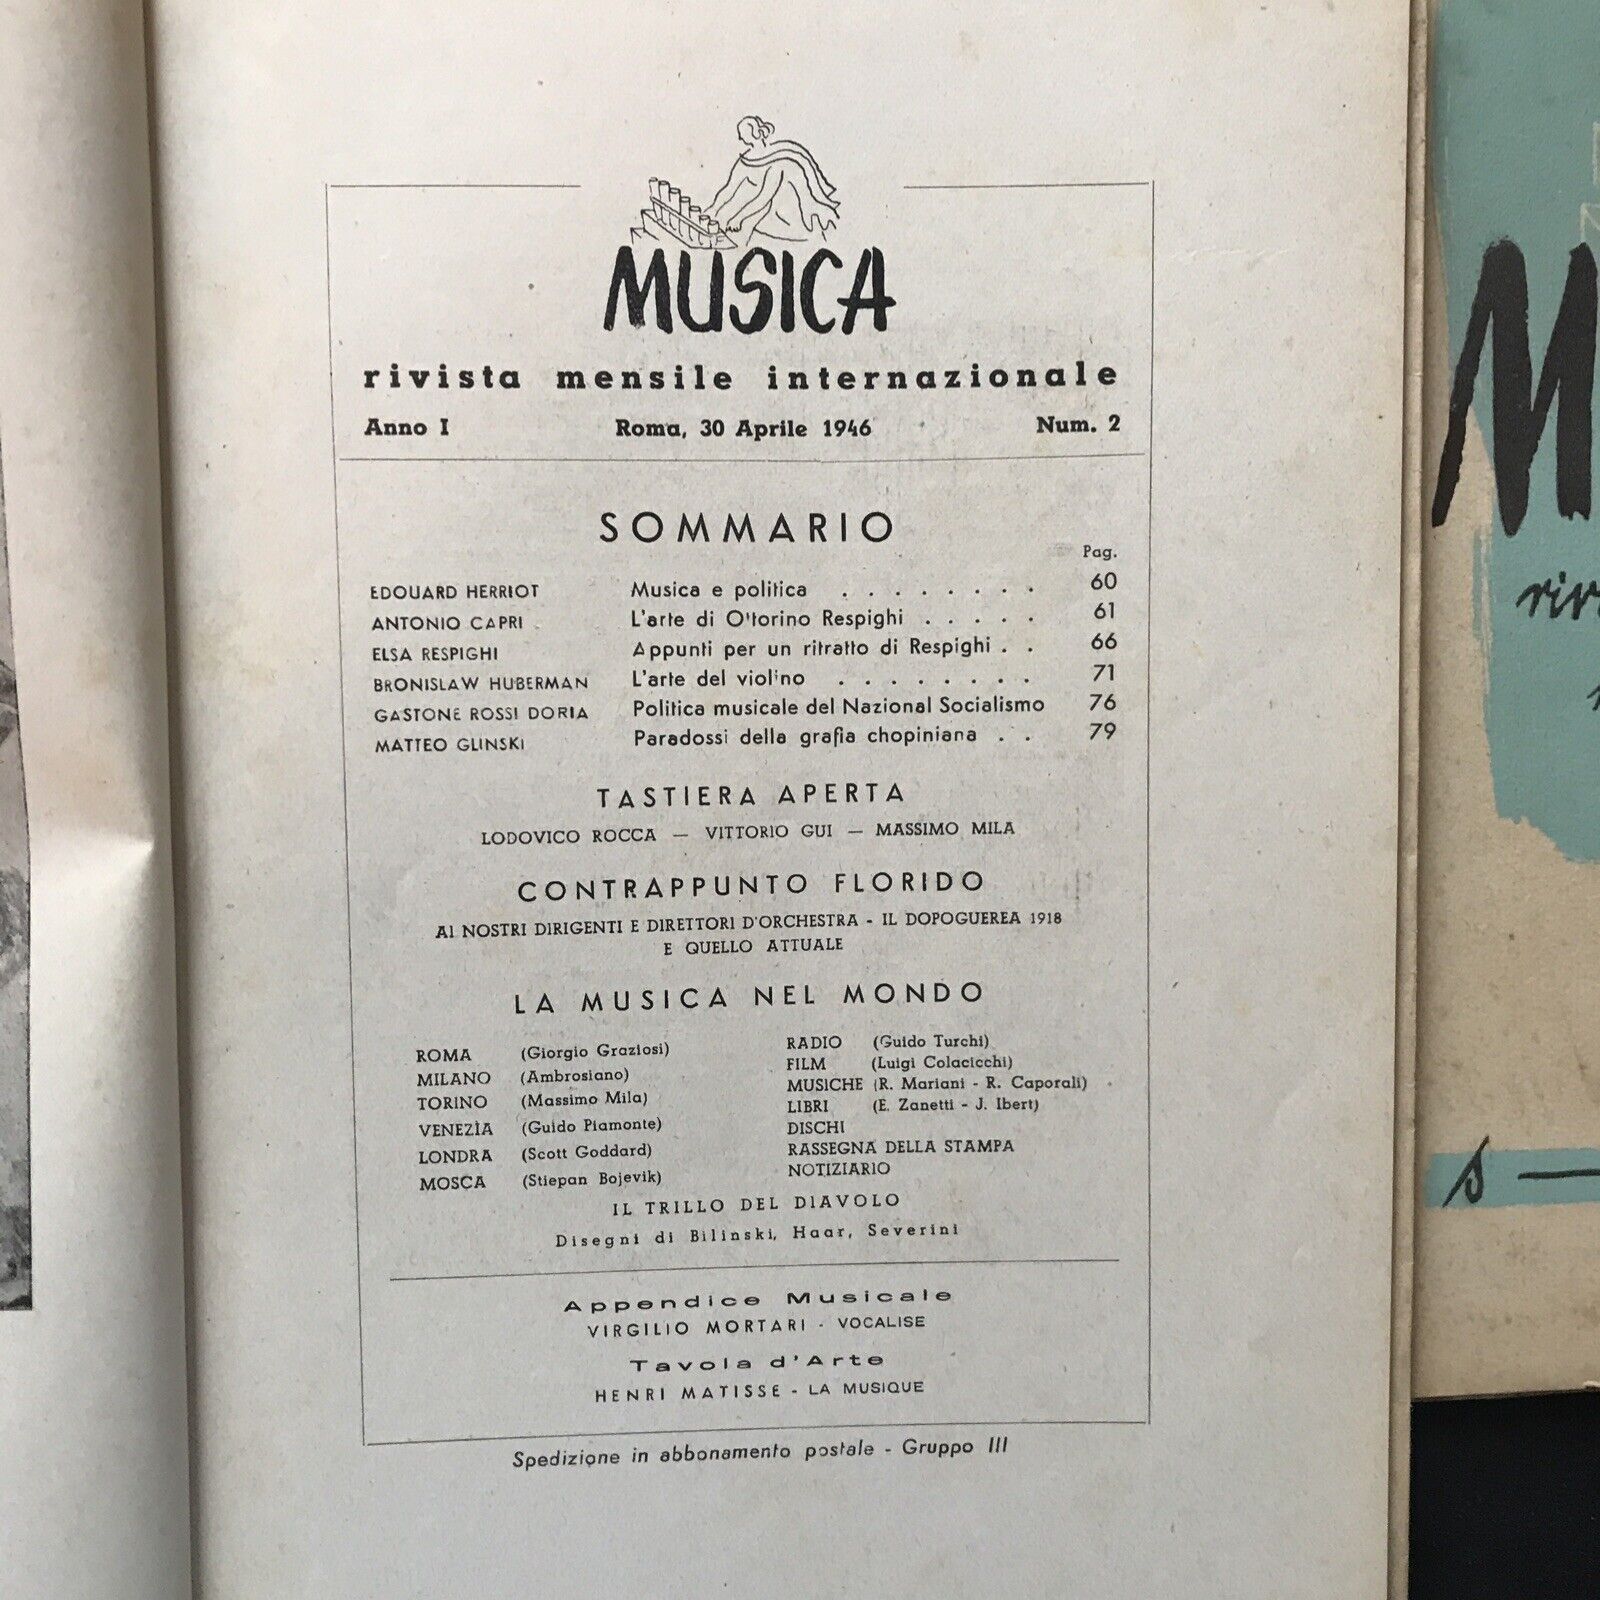 MUSICA
rivista mensile internazionale
Anno I Roma, 30 Aprile 1946 Num. 2
SOMMARIO
Pag.
EDOUARD HERRIOT Musica e politica . . . . . . . . 60
ANTONIO CAPRI L'arte di O'torino Respighi . . . . . 61
ELSA RESPIGHI Appunti per un ritratto di Respighi . . 66
BRONISLAW HUBERMAN L'arte del violino . . . . . . . . 71
GASTONE ROSSI DORIA Politica musicale del Nazional Socialismo 76
MATTEO GLINSKI Paradossi della grafia chopiniana . . 79
TASTIERA APERTA
LODOVICO ROCCA — VITTORIO GUI — MASSIMO MILA
CONTRAPPUNTO FLORIDO
AI NOSTRI DIRIGENTI E DIRETTORI D'ORCHESTRA - IL DOPOGUEREA 1918
E QUELLO ATTUALE
LA MUSICA NEL MONDO
ROMA (Giorgio Graziosi)
MILANO (Ambrosiano)
TORINO (Massimo Mila)
VENEZIA (Guido Piamonte)
LONDRA (Scott Goddard)
MOSCA (Stiepan Bojevik)
RADIO (Guido Turchi)
FILM (Luigi Colacicchi)
MUSICHE (R. Mariani - R. Caporali)
LIBRI (E. Zanetti - J. Ibert)
DISCHI
RASSEGNA DELLA STAMPA
NOTIZIARIO
IL TRILLO DEL DIAVOLO
Disegni di Bilinski, Haar, Severini
Appendice Musicale
VIRGILIO MORTARI - VOCALISE
Tavola d'Arte
HENRI MATISSE - LA MUSIQUE
Spedizione in abbonamento postale - Gruppo III